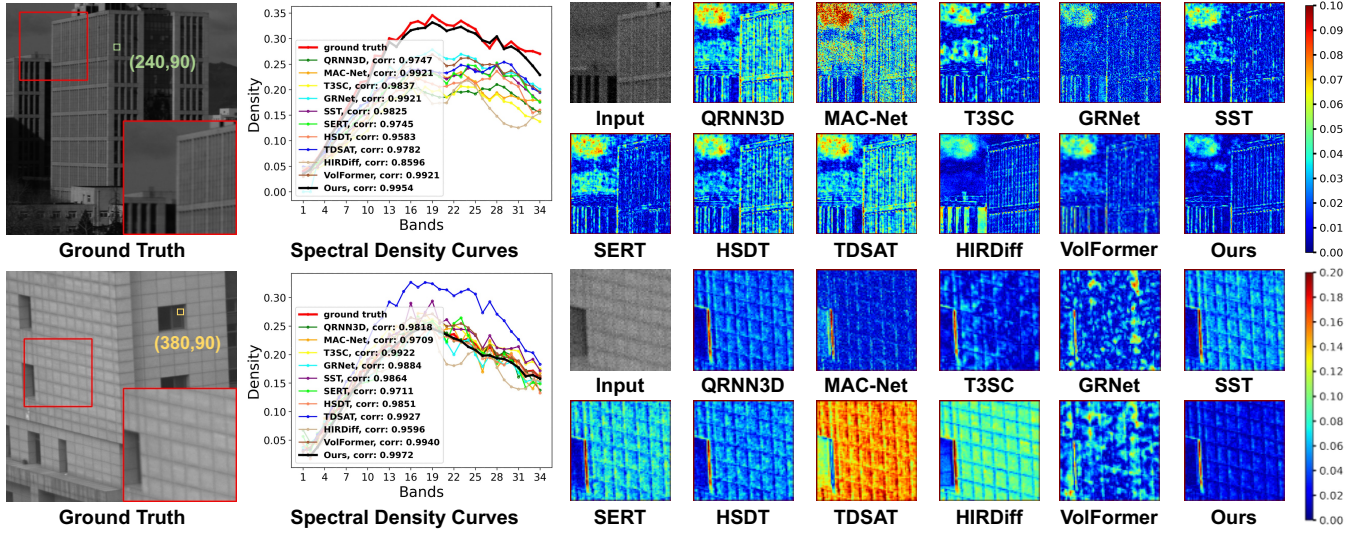 (240,90)
Ground Truth
Density
0.35
0.30
0.25
0.20
0.15
0.10
0.05
0.00
ground truth
QRNN3D, corr: 0.9747
MAC-Net, corr: 0.9921
T3SC, corr: 0.9837
GRNet, corr: 0.9921
SST, corr: 0.9825
SERT, corr: 0.9745
HSDT, corr: 0.9583
TDSAT, corr: 0.9782
HIRDiff, corr: 0.8596
VolFormer, corr: 0.9921
Ours, corr: 0.9954
1 4 7 10 13 16 19 22 25 28 31 34
Bands
Spectral Density Curves
Input QRNN3D MAC-Net T3SC GRNet SST
SERT HSDT TDSAT HIRDiff VolFormer Ours
0.10
0.09
0.08
0.07
0.06
0.05
0.04
0.03
0.02
0.01
0.00
(380,90)
Ground Truth
Density
0.30
0.25
0.20
0.15
0.10
0.05
ground truth
QRNN3D, corr: 0.9818
MAC-Net, corr: 0.9709
T3SC, corr: 0.9922
GRNet, corr: 0.9884
SST, corr: 0.9864
SERT, corr: 0.9711
HSDT, corr: 0.9851
TDSAT, corr: 0.9927
HIRDiff, corr: 0.9596
VolFormer, corr: 0.9940
Ours, corr: 0.9972
1 4 7 10 13 16 19 22 25 28 31 34
Bands
Spectral Density Curves
Input QRNN3D MAC-Net T3SC GRNet SST
SERT HSDT TDSAT HIRDiff VolFormer Ours
0.20
0.18
0.16
0.14
0.12
0.10
0.08
0.06
0.04
0.02
0.00